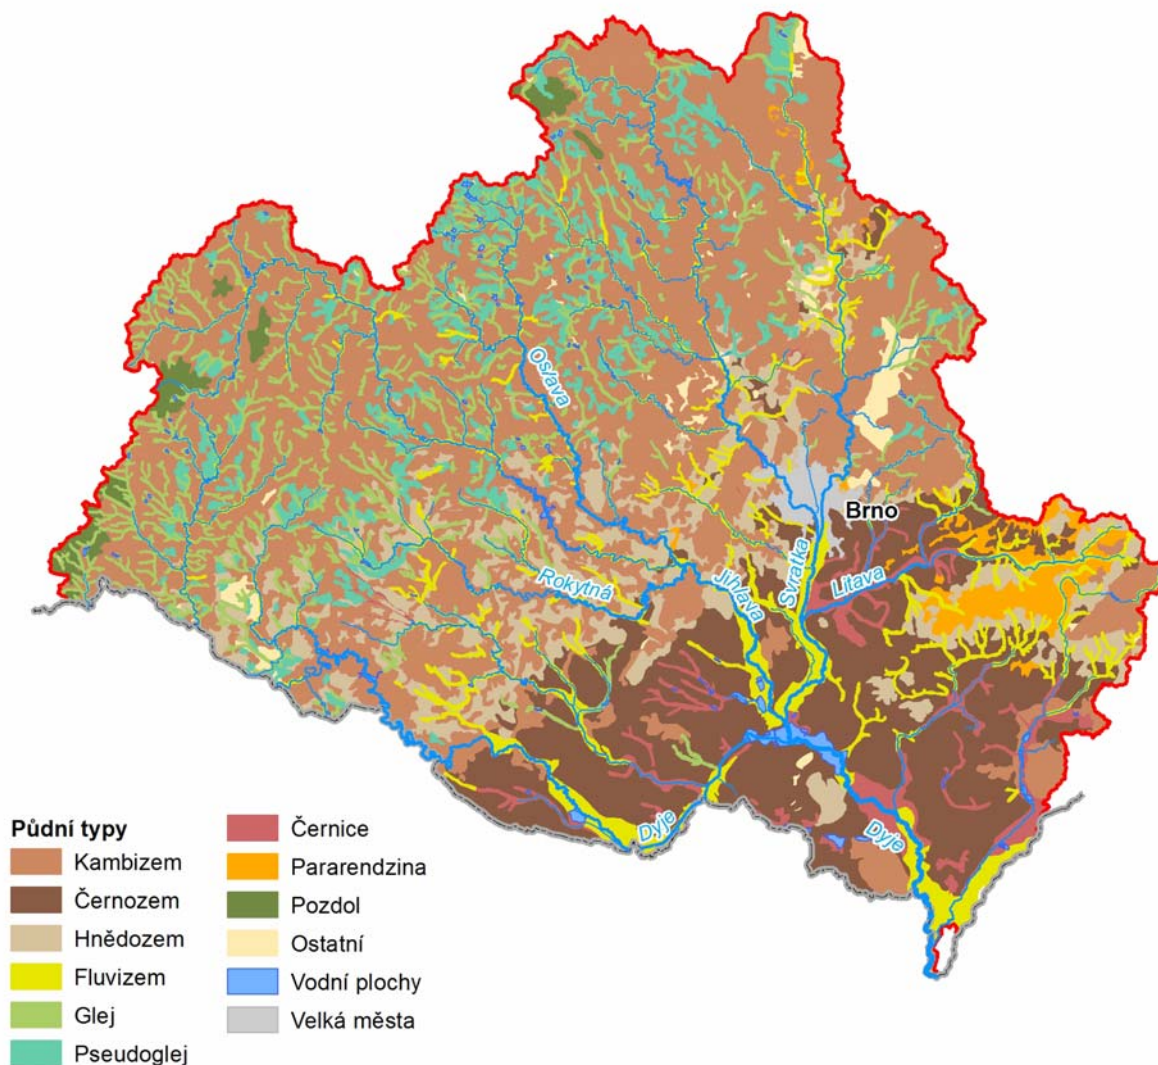 Oslava
Brno
Rokytná
Jihlava
Svratka
Litava
Dyje
Dyje
Půdní typy
Kambizem
Černozem
Hnědozem
Fluvizem
Glej
Pseudoglej
Černice
Pararendzina
Pozdol
Ostatní
Vodní plochy
Velká města